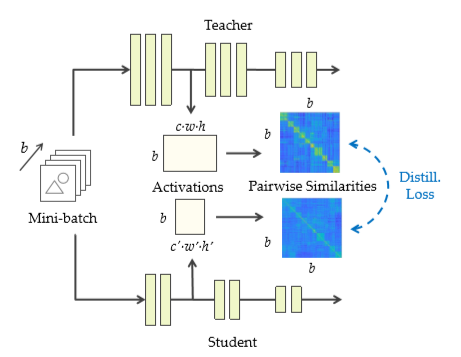 Teacher
b
c·w·h
b
b
b
Activations
Pairwise Similarities
Distill.
Loss
Mini-batch
b
c′·w′·h′
b
b
Student